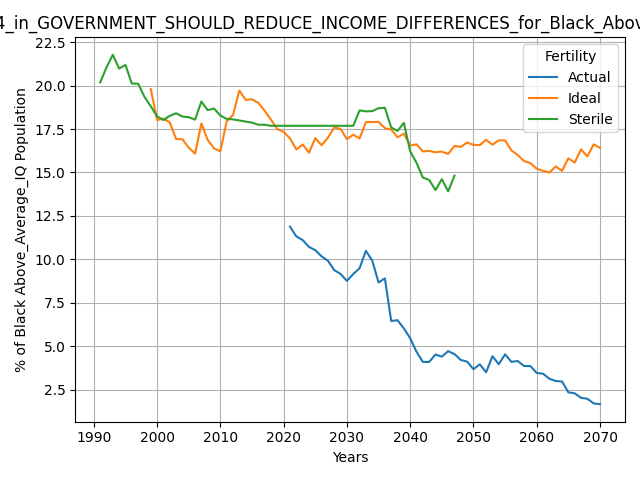 4_in_GOVERNMENT_SHOULD_REDUCE_INCOME_DIFFERENCES_for_Black_Abov
22.5
20.0
17.5
15.0
12.5
10.0
7.5
5.0
2.5
% of Black Above_Average_IQ Population
Fertility
Actual
Ideal
Sterile
1990 2000 2010 2020 2030 2040 2050 2060 2070
Years